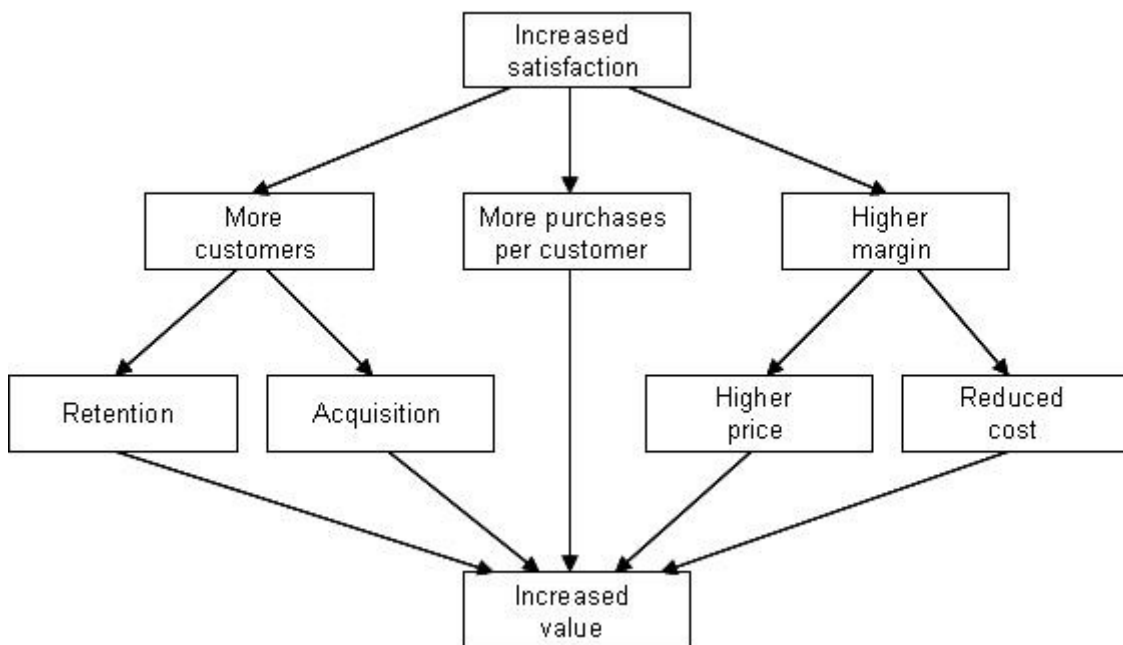 Increased
satisfaction
More
customers
More purchases
per customer
Higher
margin
Retention
Acquisition
Higher
price
Reduced
cost
Increased
value